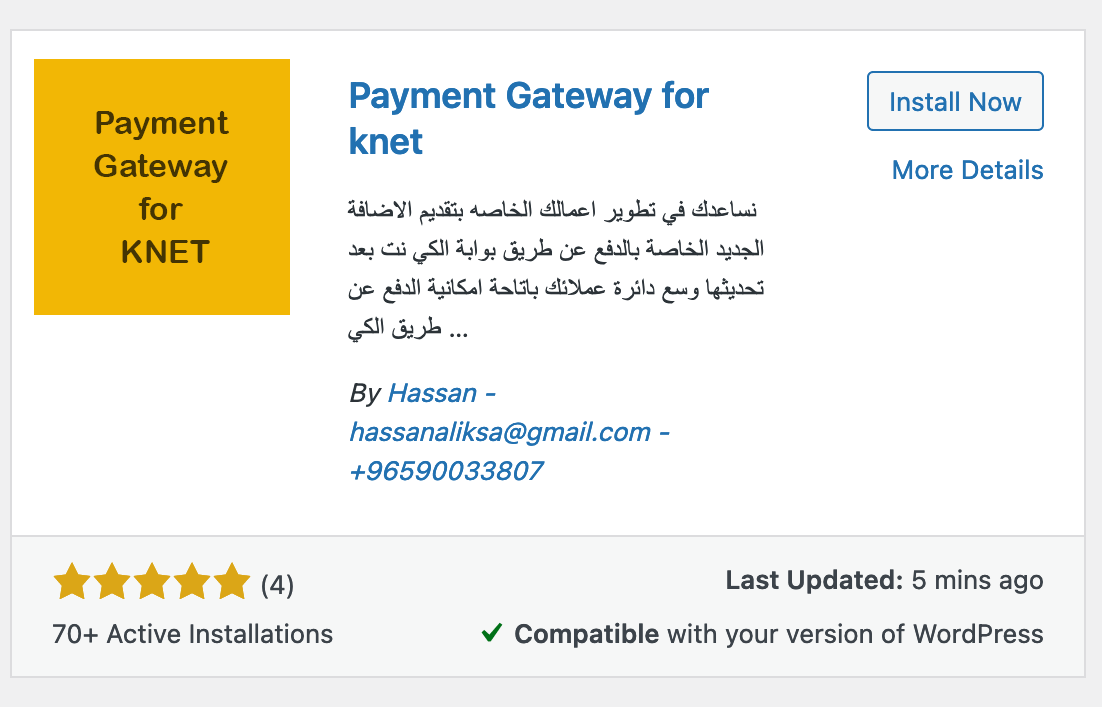 Payment
Gateway
for
KNET
Payment Gateway for
knet
Install Now
More Details
نساعدك في تطوير اعمالك الخاصه بتقديم الاضافة
الجديد الخاصة بالدفع عن طريق بوابة الكي نت بعد
تحديثها وسع دائرة عملائك باتاحة امكانية الدفع عن
طريق الكي ...
By Hassan -
hassanaliksa@gmail.com -
+96590033807
(4)
Last Updated: 5 mins ago
70+ Active Installations
Compatible with your version of WordPress